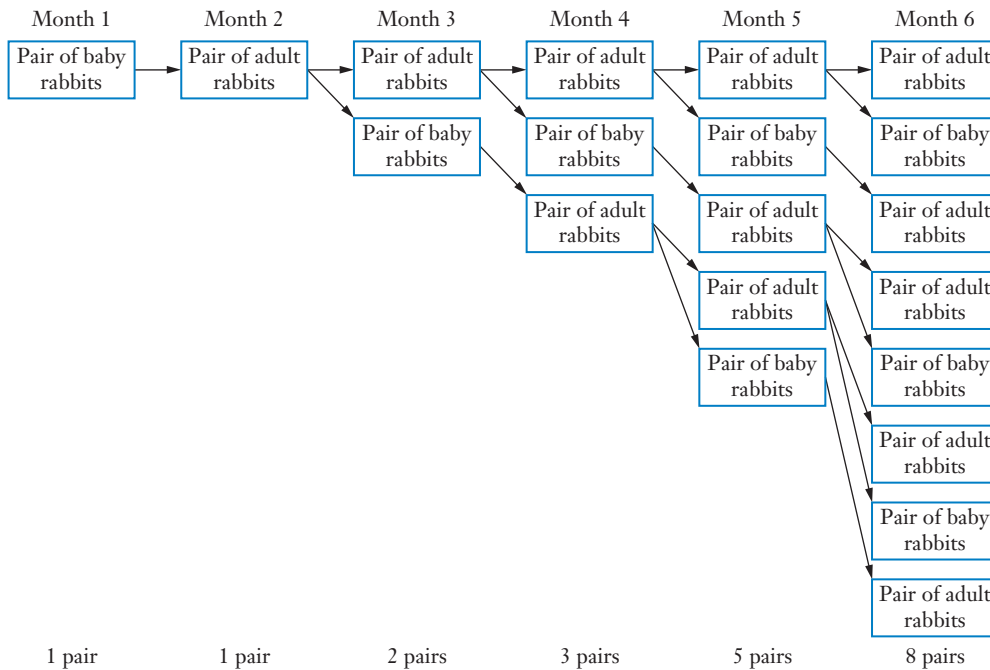 Month 1
Month 2
Month 3
Month 4
Month 5
Month 6
Pair of baby
rabbits
Pair of adult
rabbits
Pair of adult
rabbits
Pair of adult
rabbits
Pair of adult
rabbits
Pair of adult
rabbits
Pair of baby
rabbits
Pair of baby
rabbits
Pair of baby
rabbits
Pair of baby
rabbits
Pair of adult
rabbits
Pair of adult
rabbits
Pair of adult
rabbits
Pair of adult
rabbits
Pair of adult
rabbits
Pair of baby
rabbits
Pair of baby
rabbits
Pair of adult
rabbits
Pair of baby
rabbits
Pair of adult
rabbits
1 pair
1 pair
2 pairs
3 pairs
5 pairs
8 pairs